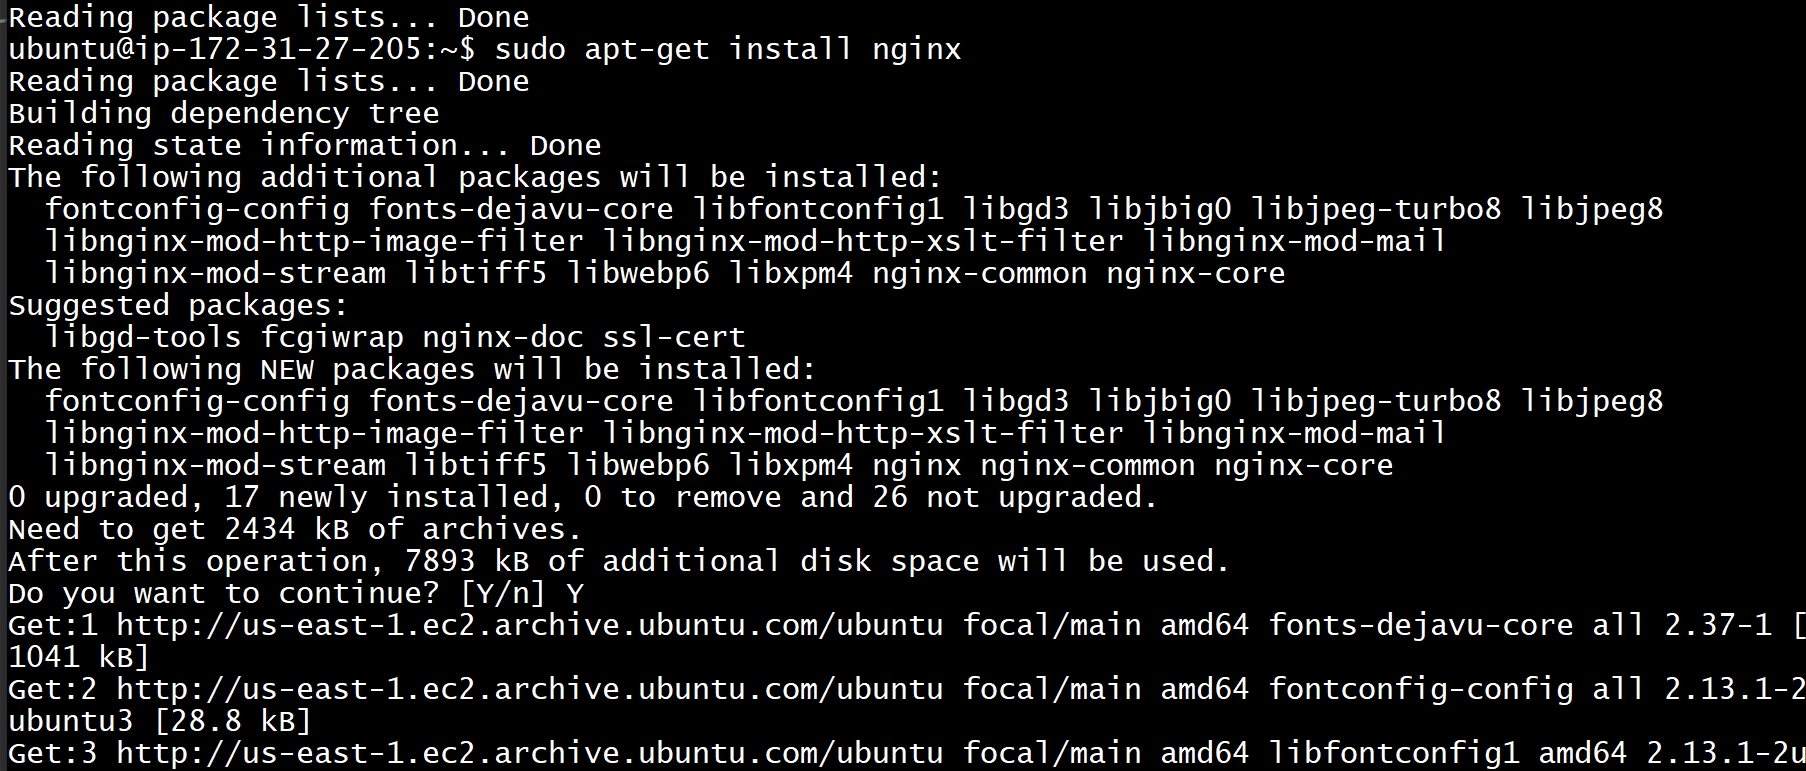 Reading package lists... Done
ubuntu@ip-172-31-27-205:~$ sudo apt-get install nginx
Reading package lists... Done
Building dependency tree
Reading state information... Done
The following additional packages will be installed:
  fontconfig-config fonts-dejavu-core libfontconfig1 libgd3 libjbig0 libjpeg-turbo8 libjpeg8
  libnginx-mod-http-image-filter libnginx-mod-http-xslt-filter libnginx-mod-mail
  libnginx-mod-stream libtiff5 libwebp6 libxpm4 nginx-common nginx-core
Suggested packages:
  libgd-tools fcgiwrap nginx-doc ssl-cert
The following NEW packages will be installed:
  fontconfig-config fonts-dejavu-core libfontconfig1 libgd3 libjbig0 libjpeg-turbo8 libjpeg8
  libnginx-mod-http-image-filter libnginx-mod-http-xslt-filter libnginx-mod-mail
  libnginx-mod-stream libtiff5 libwebp6 libxpm4 nginx nginx-common nginx-core
0 upgraded, 17 newly installed, 0 to remove and 26 not upgraded.
Need to get 2434 kB of archives.
After this operation, 7893 kB of additional disk space will be used.
Do you want to continue? [Y/n] Y
Get:1 http://us-east-1.ec2.archive.ubuntu.com/ubuntu focal/main amd64 fonts-dejavu-core all 2.37-1 [
1041 kB]
Get:2 http://us-east-1.ec2.archive.ubuntu.com/ubuntu focal/main amd64 fontconfig-config all 2.13.1-2
ubuntu3 [28.8 kB]
Get:3 http://us-east-1.ec2.archive.ubuntu.com/ubuntu focal/main amd64 libfontconfig1 amd64 2.13.1-2u